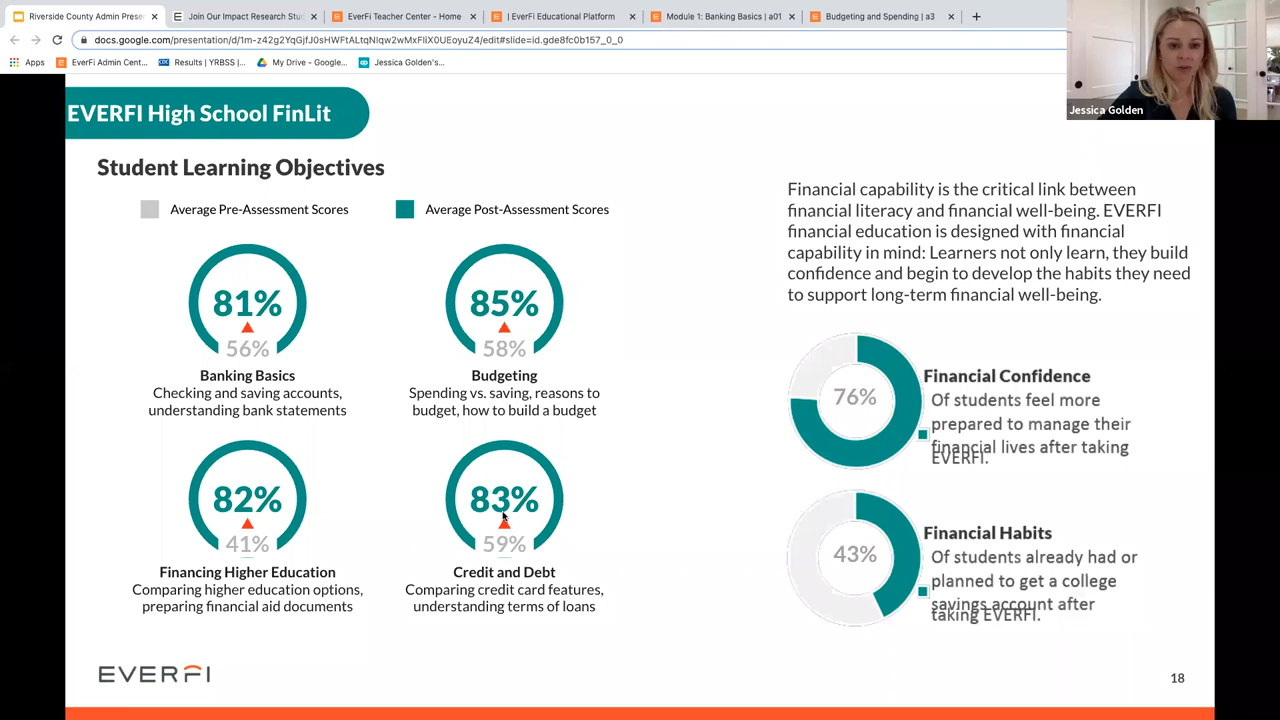 Riverside County Admin Prese
Join Our Impact Research Stu
EverFi Teacher Center - Home
| EverFi Educational Platform
Module 1: Banking Basics | a01
Budgeting and Spending | a3
docs.google.com/presentation/d/1m-z42g2YqGjfJ0sHWFtALtqNlqw2wMxFliX0UEoyuZ4/edit#slide=id.gde8fc0b157_0_0
Apps
EverFi Admin Cent...
Results | YRBSS |...
My Drive - Google...
Jessica Golden's...
Jessica Golden
EVERFI High School FinLit
Student Learning Objectives
Average Pre-Assessment Scores
Average Post-Assessment Scores
81%
56%
Banking Basics
Checking and saving accounts,
understanding bank statements
85%
58%
Budgeting
Spending vs. saving, reasons to
budget, how to build a budget
82%
41%
Financing Higher Education
Comparing higher education options,
preparing financial aid documents
83%
59%
Credit and Debt
Comparing credit card features,
understanding terms of loans
Financial capability is the critical link between
financial literacy and financial well-being. EVERFI
financial education is designed with financial
capability in mind: Learners not only learn, they build
confidence and begin to develop the habits they need
to support long-term financial well-being.
76%
Financial Confidence
Of students feel more
prepared to manage their
financial lives after taking
EVERFI.
43%
Financial Habits
Of students already had or
planned to get a college
savings account after
taking EVERFI.
EVERFI
18